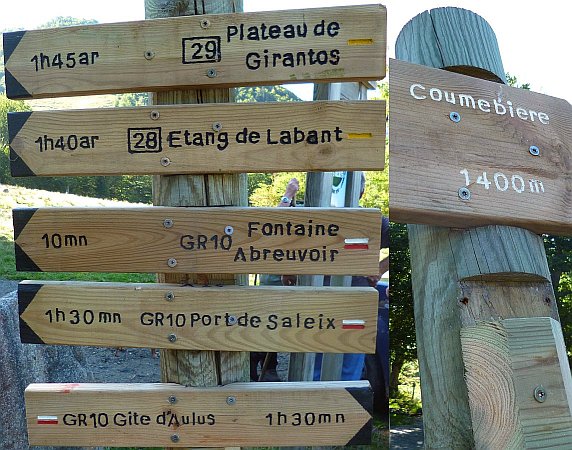 1h45ar 29 Plateau de
Girantos
1h40ar 28 Etang de Labant
10mn GR10 Fontaine
Abreuvoir
1h30mn GR10 Port de Saleix
GR10 Gîte d'Aulus 1h30mn
Coumebiere
1400m